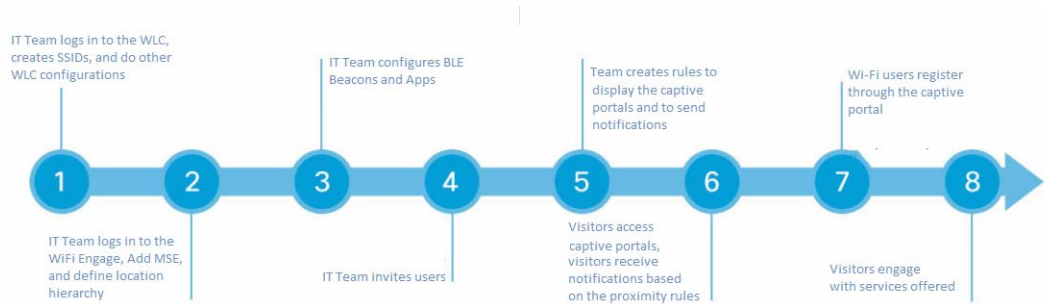 IT Team logs in to the WLC,
creates SSIDs, and do other
WLC configurations
IT Team configures BLE
Beacons and Apps
Team creates rules to
display the captive
portals and to send
notifications
Wi-Fi users register
through the captive
portal
1
2
3
4
5
6
7
8
IT Team logs in to the
WiFi Engage, Add MSE,
and define location
hierarchy
IT Team invites users
Visitors access
captive portals,
visitors receive
notifications based
on the proximity rules
Visitors engage
with services offered